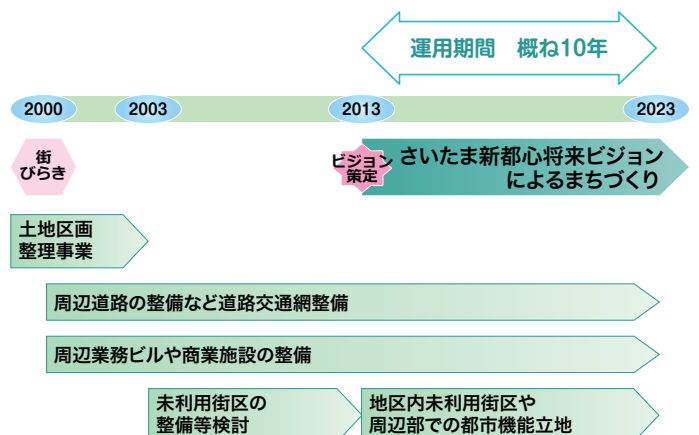 運用期間 概ね10年
2000
2003
2013
2023
街
びらき
ビジョン
策定
さいたま新都心将来ビジョン
によるまちづくり
土地区画
整理事業
周辺道路の整備など道路交通網整備
周辺業務ビルや商業施設の整備
未利用街区の
整備等検討
地区内未利用街区や
周辺部での都市機能立地